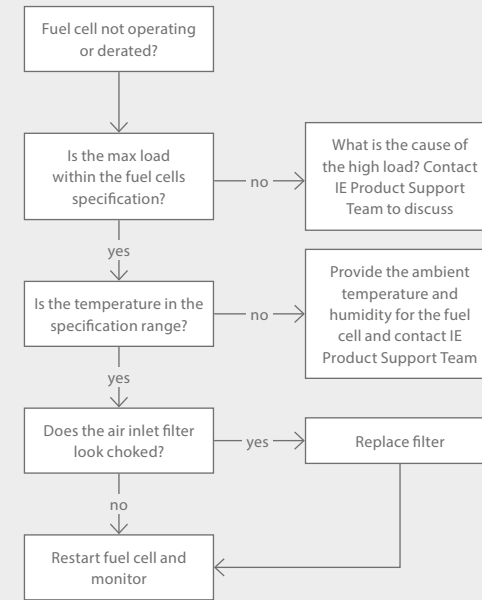 Fuel cell not operating
or derated?
Is the max load
within the fuel cells
specification?
no
What is the cause of
the high load? Contact
IE Product Support
Team to discuss
yes
Is the temperature in the
specification range?
no
Provide the ambient
temperature and
humidity for the fuel
cell and contact IE
Product Support Team
yes
Does the air inlet filter
look choked?
yes
Replace filter
no
Restart fuel cell and
monitor